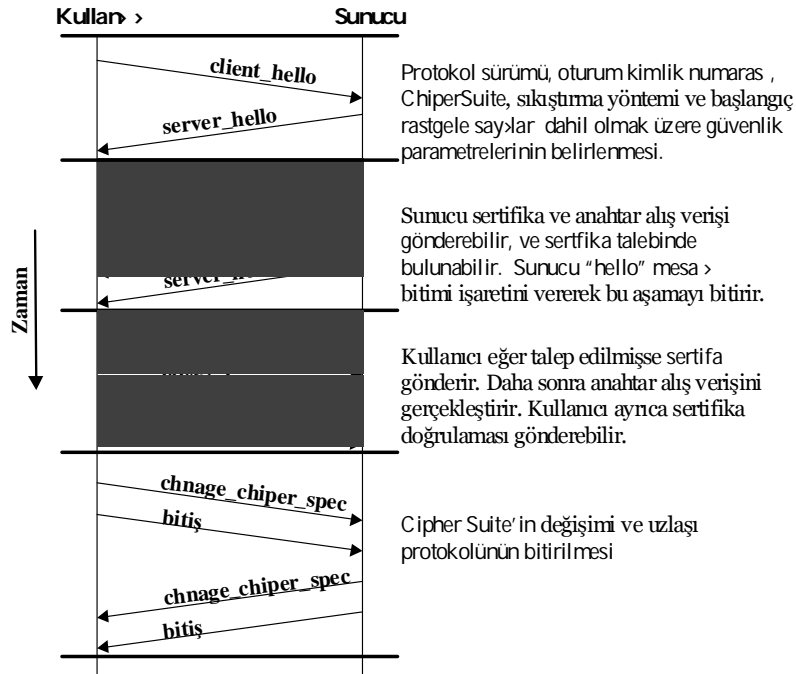 Kullan› ›
Sunucu
client_hello
server_hello
Protokol sürümü, oturum kimlik numaras ,
ChiperSuite, sıkıştırma yöntemi ve başlangıç
rastgele say›lar dahil olmak üzere güvenlik
parametrelerinin belirlenmesi.
Zaman
Sunucu sertifika ve anahtar alış verişi
gönderebilir, ve sertfika talebinde
bulunabilir. Sunucu “hello” mesa ›
bitimi işaretini vererek bu aşamayı bitirir.
Kullanıcı eğer talep edilmişse sertifa
gönderir. Daha sonra anahtar alış verişini
gerçekleştirir. Kullanıcı ayrıca sertifika
doğrulaması gönderebilir.
chnage_chiper_spec
bitiş
Cipher Suite’in değişimi ve uzlaşı
protokolünün bitirilmesi
chnage_chiper_spec
bitiş